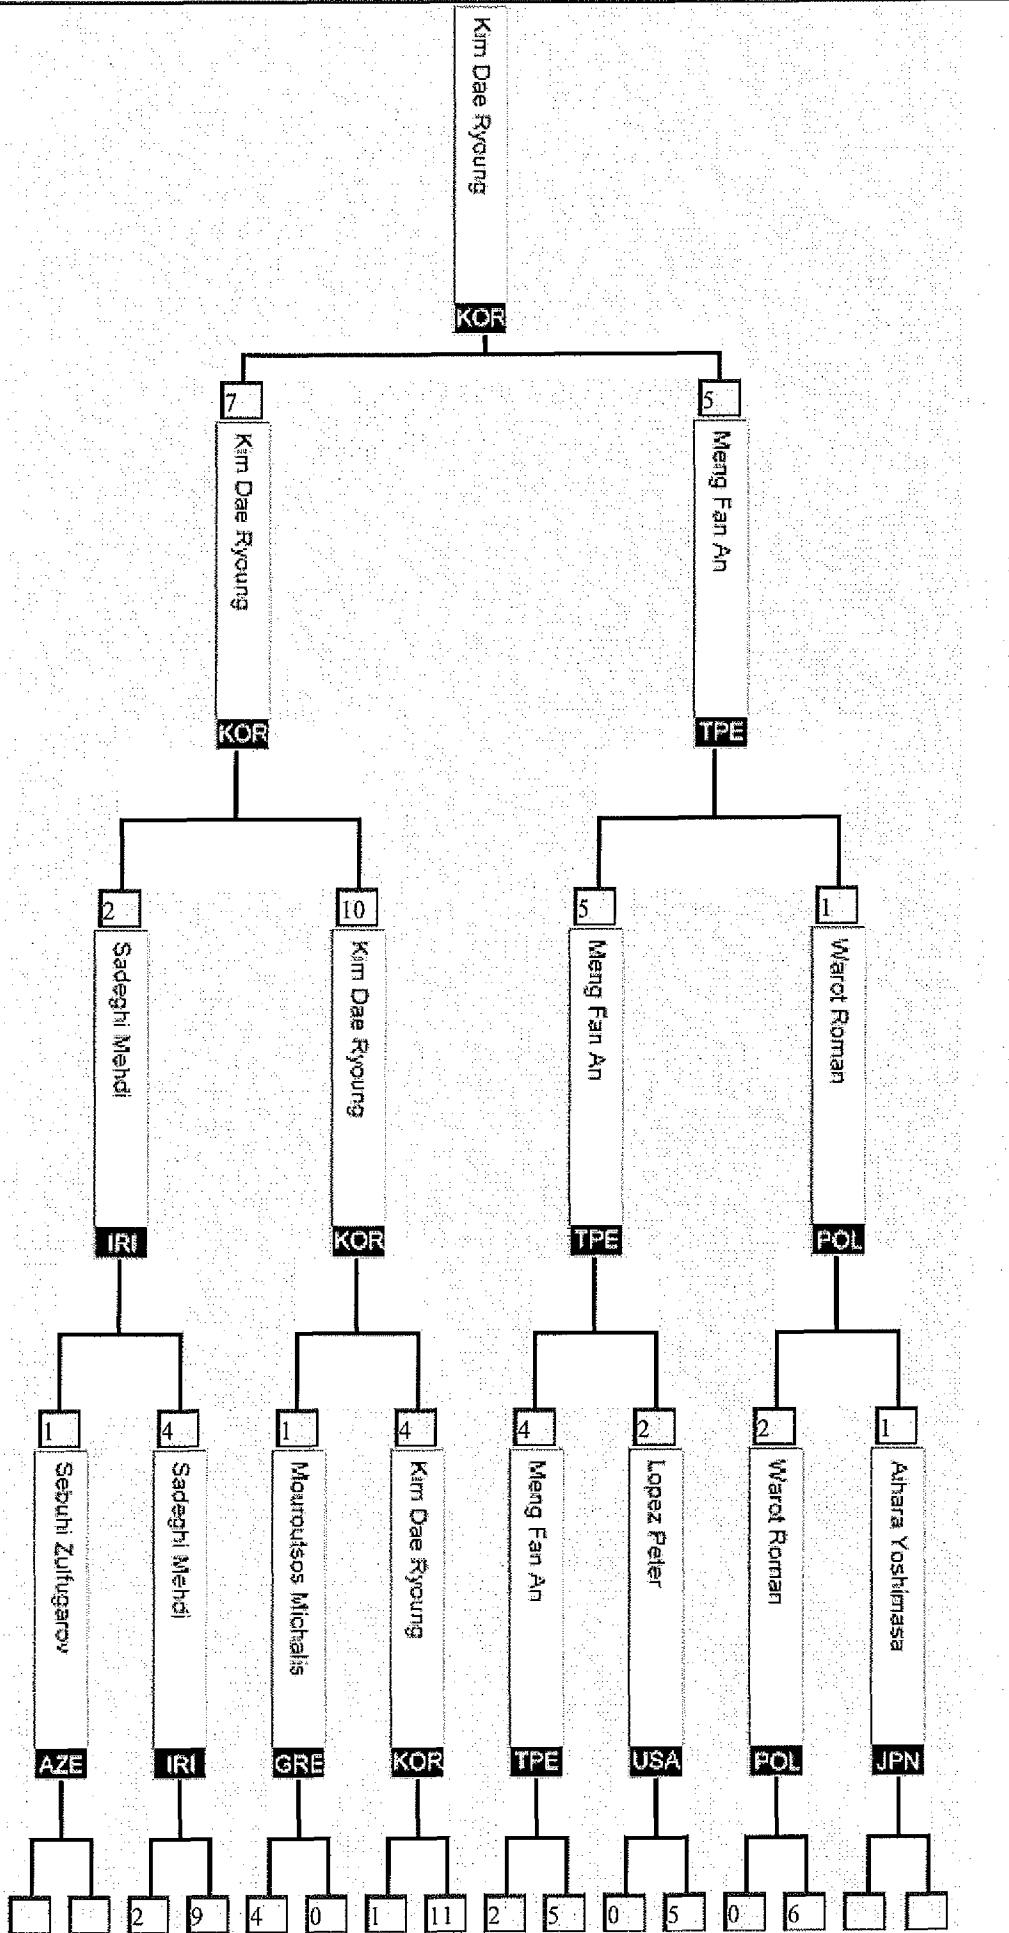 Kim Dae Ryoung
KOR
7
5
Kim Dae Ryoung
Meng Fan An
KOR
TPE
2
10
5
1
Sadeghi Mehdi
Kim Dae Ryoung
Meng Fan An
Warot Roman
IRI
KOR
TPE
POL
1
4
1
4
4
2
2
1
Sebuhi Zulfugarov
Sadeghi Mehdi
Mouroutsos Michalis
Kim Dae Ryoung
Meng Fan An
Lopez Peter
Warot Roman
Aihara Yoshimasa
AZE
IRI
GRE
KOR
TPE
USA
POL
JPN
2
9
4
0
1
11
2
5
0
5
0
6